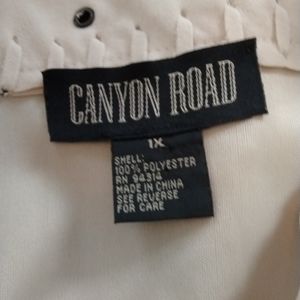 CANYON ROAD
1X
SHELL:
100% POLYESTER
RN 94314
MADE IN CHINA
SEE REVERSE
FOR CARE